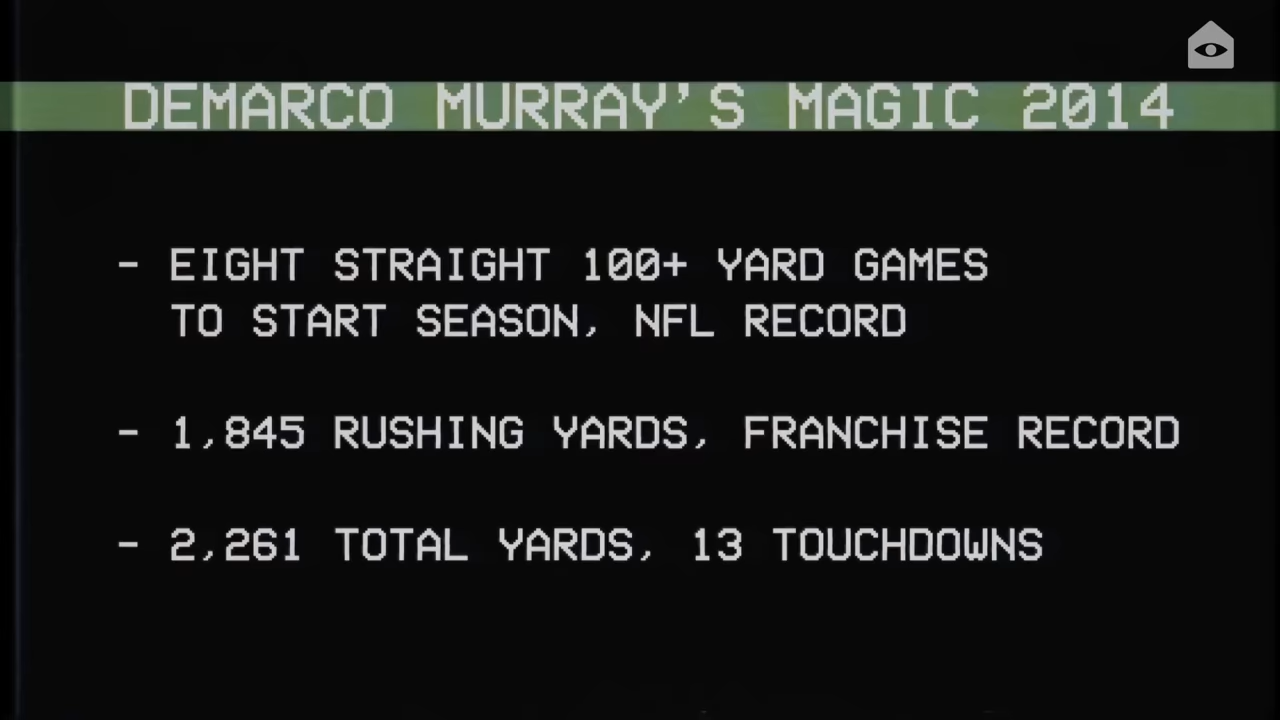 DEMARCO MURRAY'S MAGIC 2014
- EIGHT STRAIGHT 100+ YARD GAMES
TO START SEASON, NFL RECORD
- 1,845 RUSHING YARDS, FRANCHISE RECORD
- 2,261 TOTAL YARDS, 13 TOUCHDOWNS